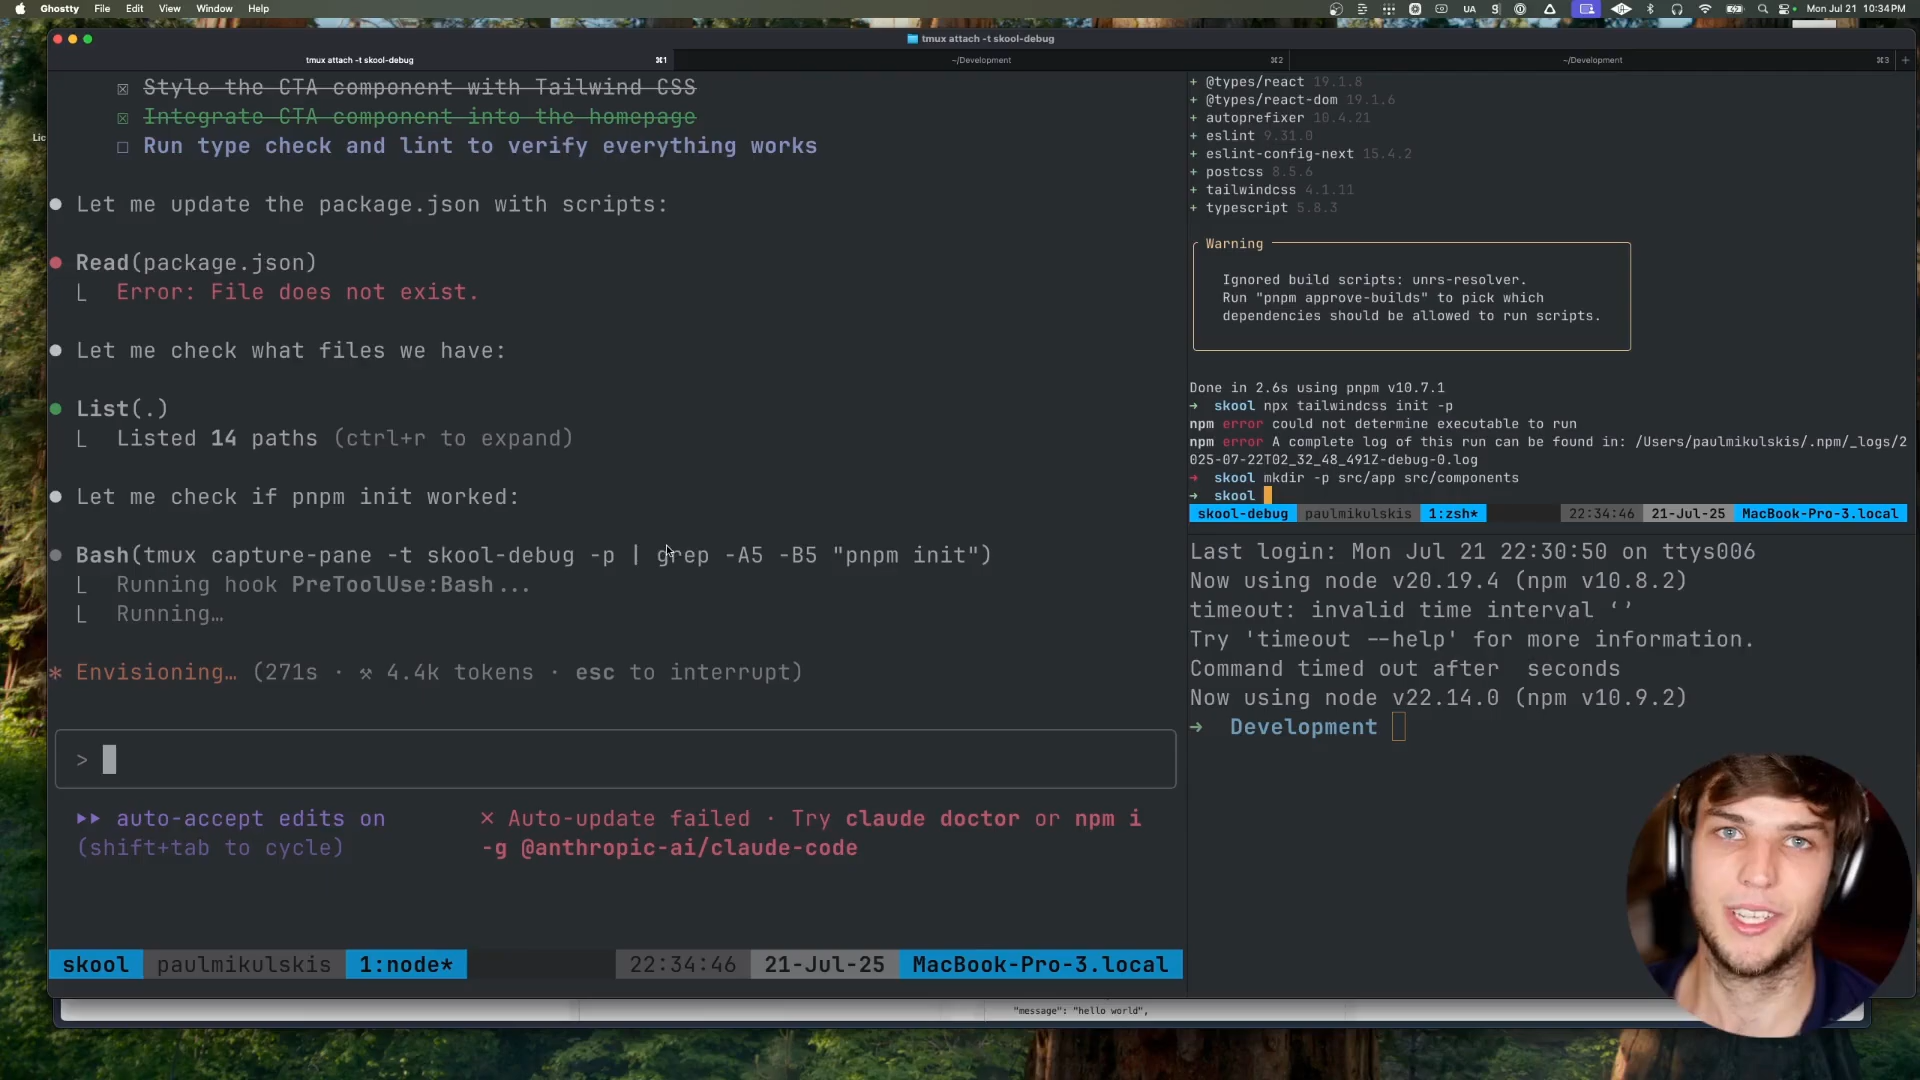 Ghostty File Edit View Window Help
UA
Mon Jul 21 10:34PM
tmux attach -t skool-debug
tmux attach -t skool-debug ⌘1
~/Development ⌘2
~/Development ⌘3 +
Lic
☒ Style the CTA component with Tailwind CSS
☒ Integrate CTA component into the homepage
☐ Run type check and lint to verify everything works
● Let me update the package.json with scripts:
● Read(package.json)
⎣ Error: File does not exist.
● Let me check what files we have:
● List(.)
⎣ Listed 14 paths (ctrl+r to expand)
● Let me check if pnpm init worked:
● Bash(tmux capture-pane -t skool-debug -p | grep -A5 -B5 "pnpm init")
⎣ Running hook PreToolUse:Bash...
⎣ Running…
* Envisioning… (271s · ⚒ 4.4k tokens · esc to interrupt)
>
▸▸ auto-accept edits on
(shift+tab to cycle)
✕ Auto-update failed · Try claude doctor or npm i
-g @anthropic-ai/claude-code
skool paulmikulskis 1:node* 22:34:46 21-Jul-25 MacBook-Pro-3.local
+ @types/react 19.1.8
+ @types/react-dom 19.1.6
+ autoprefixer 10.4.21
+ eslint 9.31.0
+ eslint-config-next 15.4.2
+ postcss 8.5.6
+ tailwindcss 4.1.11
+ typescript 5.8.3
Warning
Ignored build scripts: unrs-resolver.
Run "pnpm approve-builds" to pick which
dependencies should be allowed to run scripts.
Done in 2.6s using pnpm v10.7.1
→ skool npx tailwindcss init -p
npm error could not determine executable to run
npm error A complete log of this run can be found in: /Users/paulmikulskis/.npm/_logs/2
025-07-22T02_32_48_491Z-debug-0.log
→ skool mkdir -p src/app src/components
→ skool
skool-debug paulmikulskis 1:zsh* 22:34:46 21-Jul-25 MacBook-Pro-3.local
Last login: Mon Jul 21 22:30:50 on ttys006
Now using node v20.19.4 (npm v10.8.2)
timeout: invalid time interval ‘’
Try 'timeout --help' for more information.
Command timed out after  seconds
Now using node v22.14.0 (npm v10.9.2)
→ Development
"message": "hello world",